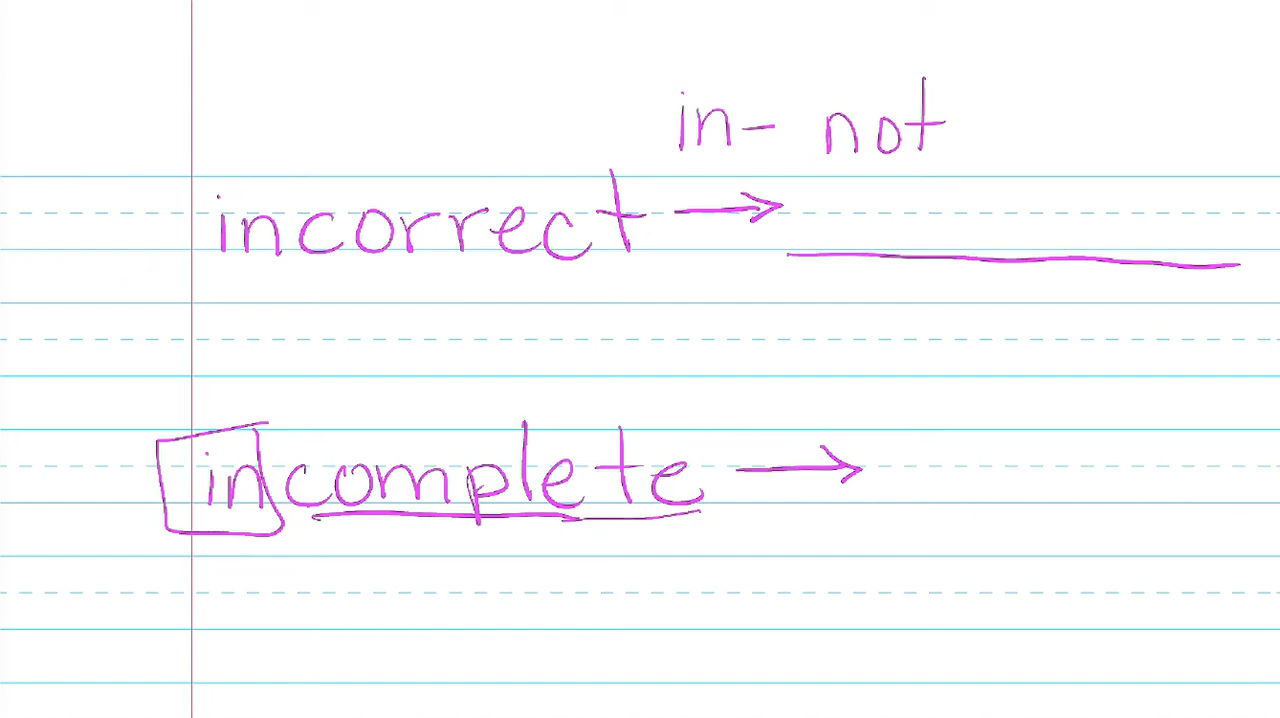 in- not
incorrect →
incomplete →